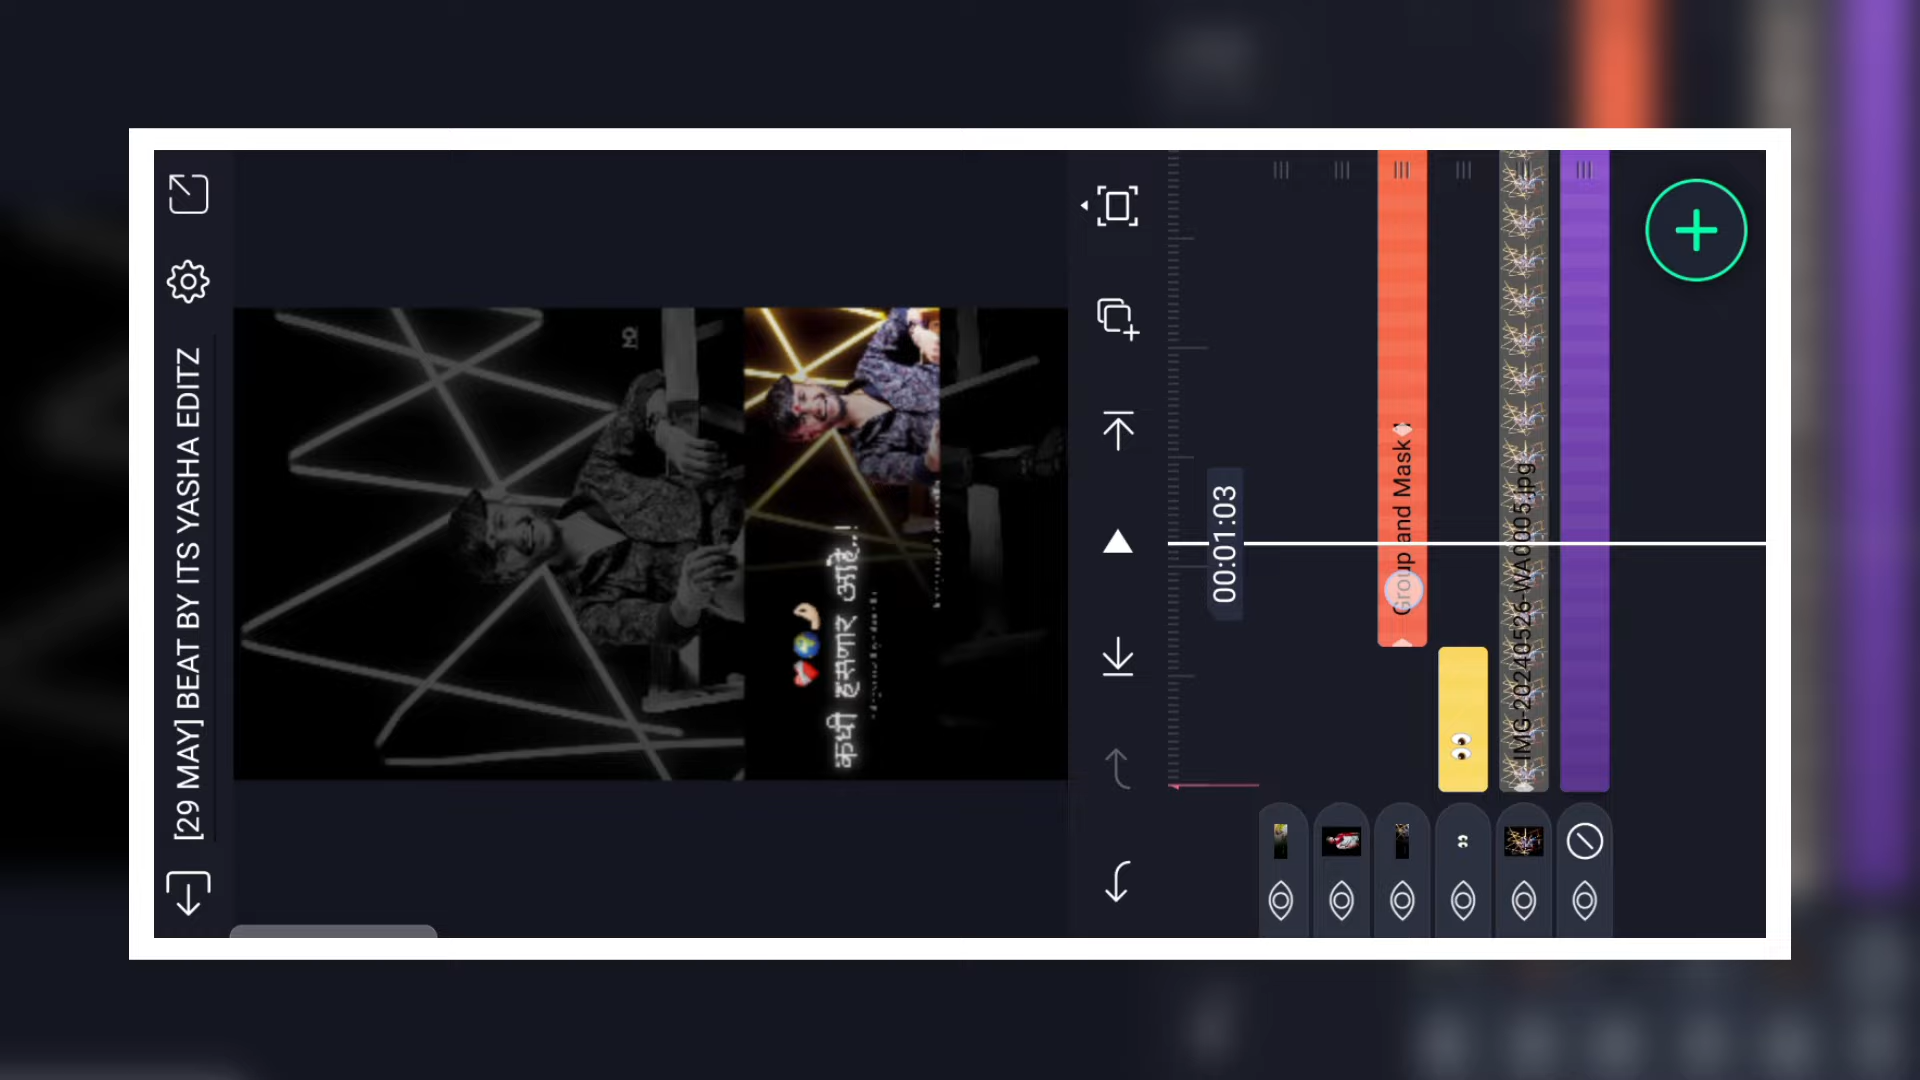 [29 MAY] BEAT BY ITS YASHA EDITZ
कधी हसणार आहे..!
00:01:03
Group and Mask
IMG-20240526-WA0005.jpg